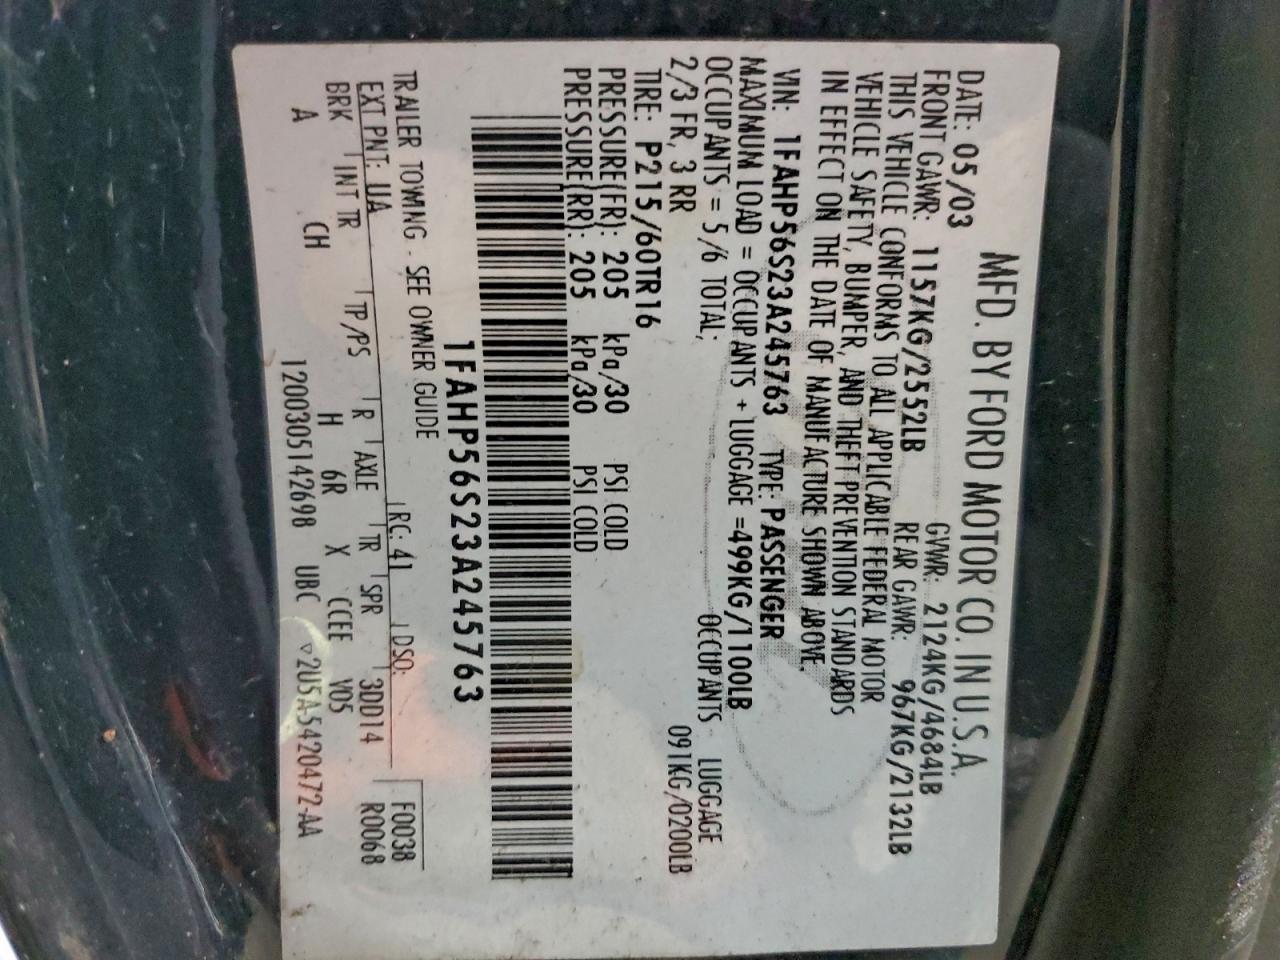 MFD. BY FORD MOTOR CO. IN U.S.A.
DATE: 05/03 GVWR: 2124KG/4684LB
FRONT GAWR: 1157KG/2552LB REAR GAWR: 967KG/2132LB
THIS VEHICLE CONFORMS TO ALL APPLICABLE FEDERAL MOTOR
VEHICLE SAFETY, BUMPER, AND THEFT PREVENTION STANDARDS
IN EFFECT ON THE DATE OF MANUFACTURE SHOWN ABOVE.
VIN: 1FAHP56S23A245763 TYPE: PASSENGER
MAXIMUM LOAD = OCCUPANTS + LUGGAGE =499KG/1100LB
OCCUPANTS = 5/6 TOTAL; OCCUPANTS LUGGAGE
2/3 FR, 3 RR 091KG/0200LB
TIRE: P215/60TR16
PRESSURE(FR): 205 kPa/30 PSI COLD
PRESSURE(RR): 205 kPa/30 PSI COLD
1FAHP56S23A245763
TRAILER TOWING - SEE OWNER GUIDE
F0038
EXT PNT: UA RC: 41 DSO: R0068
BRK INT TR TP/PS R AXLE TR SPR 3DD14
A CH H 6R X CCEE VO5
1200305142698 UBC ▽2U5A-5420472-AA